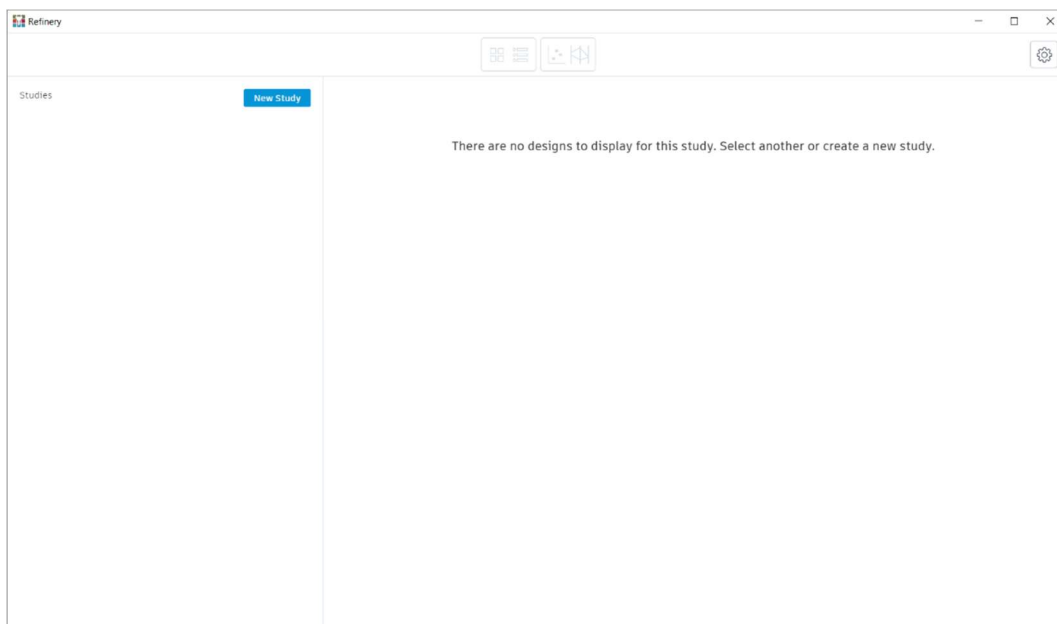 Refinery
Studies
New Study
There are no designs to display for this study. Select another or create a new study.